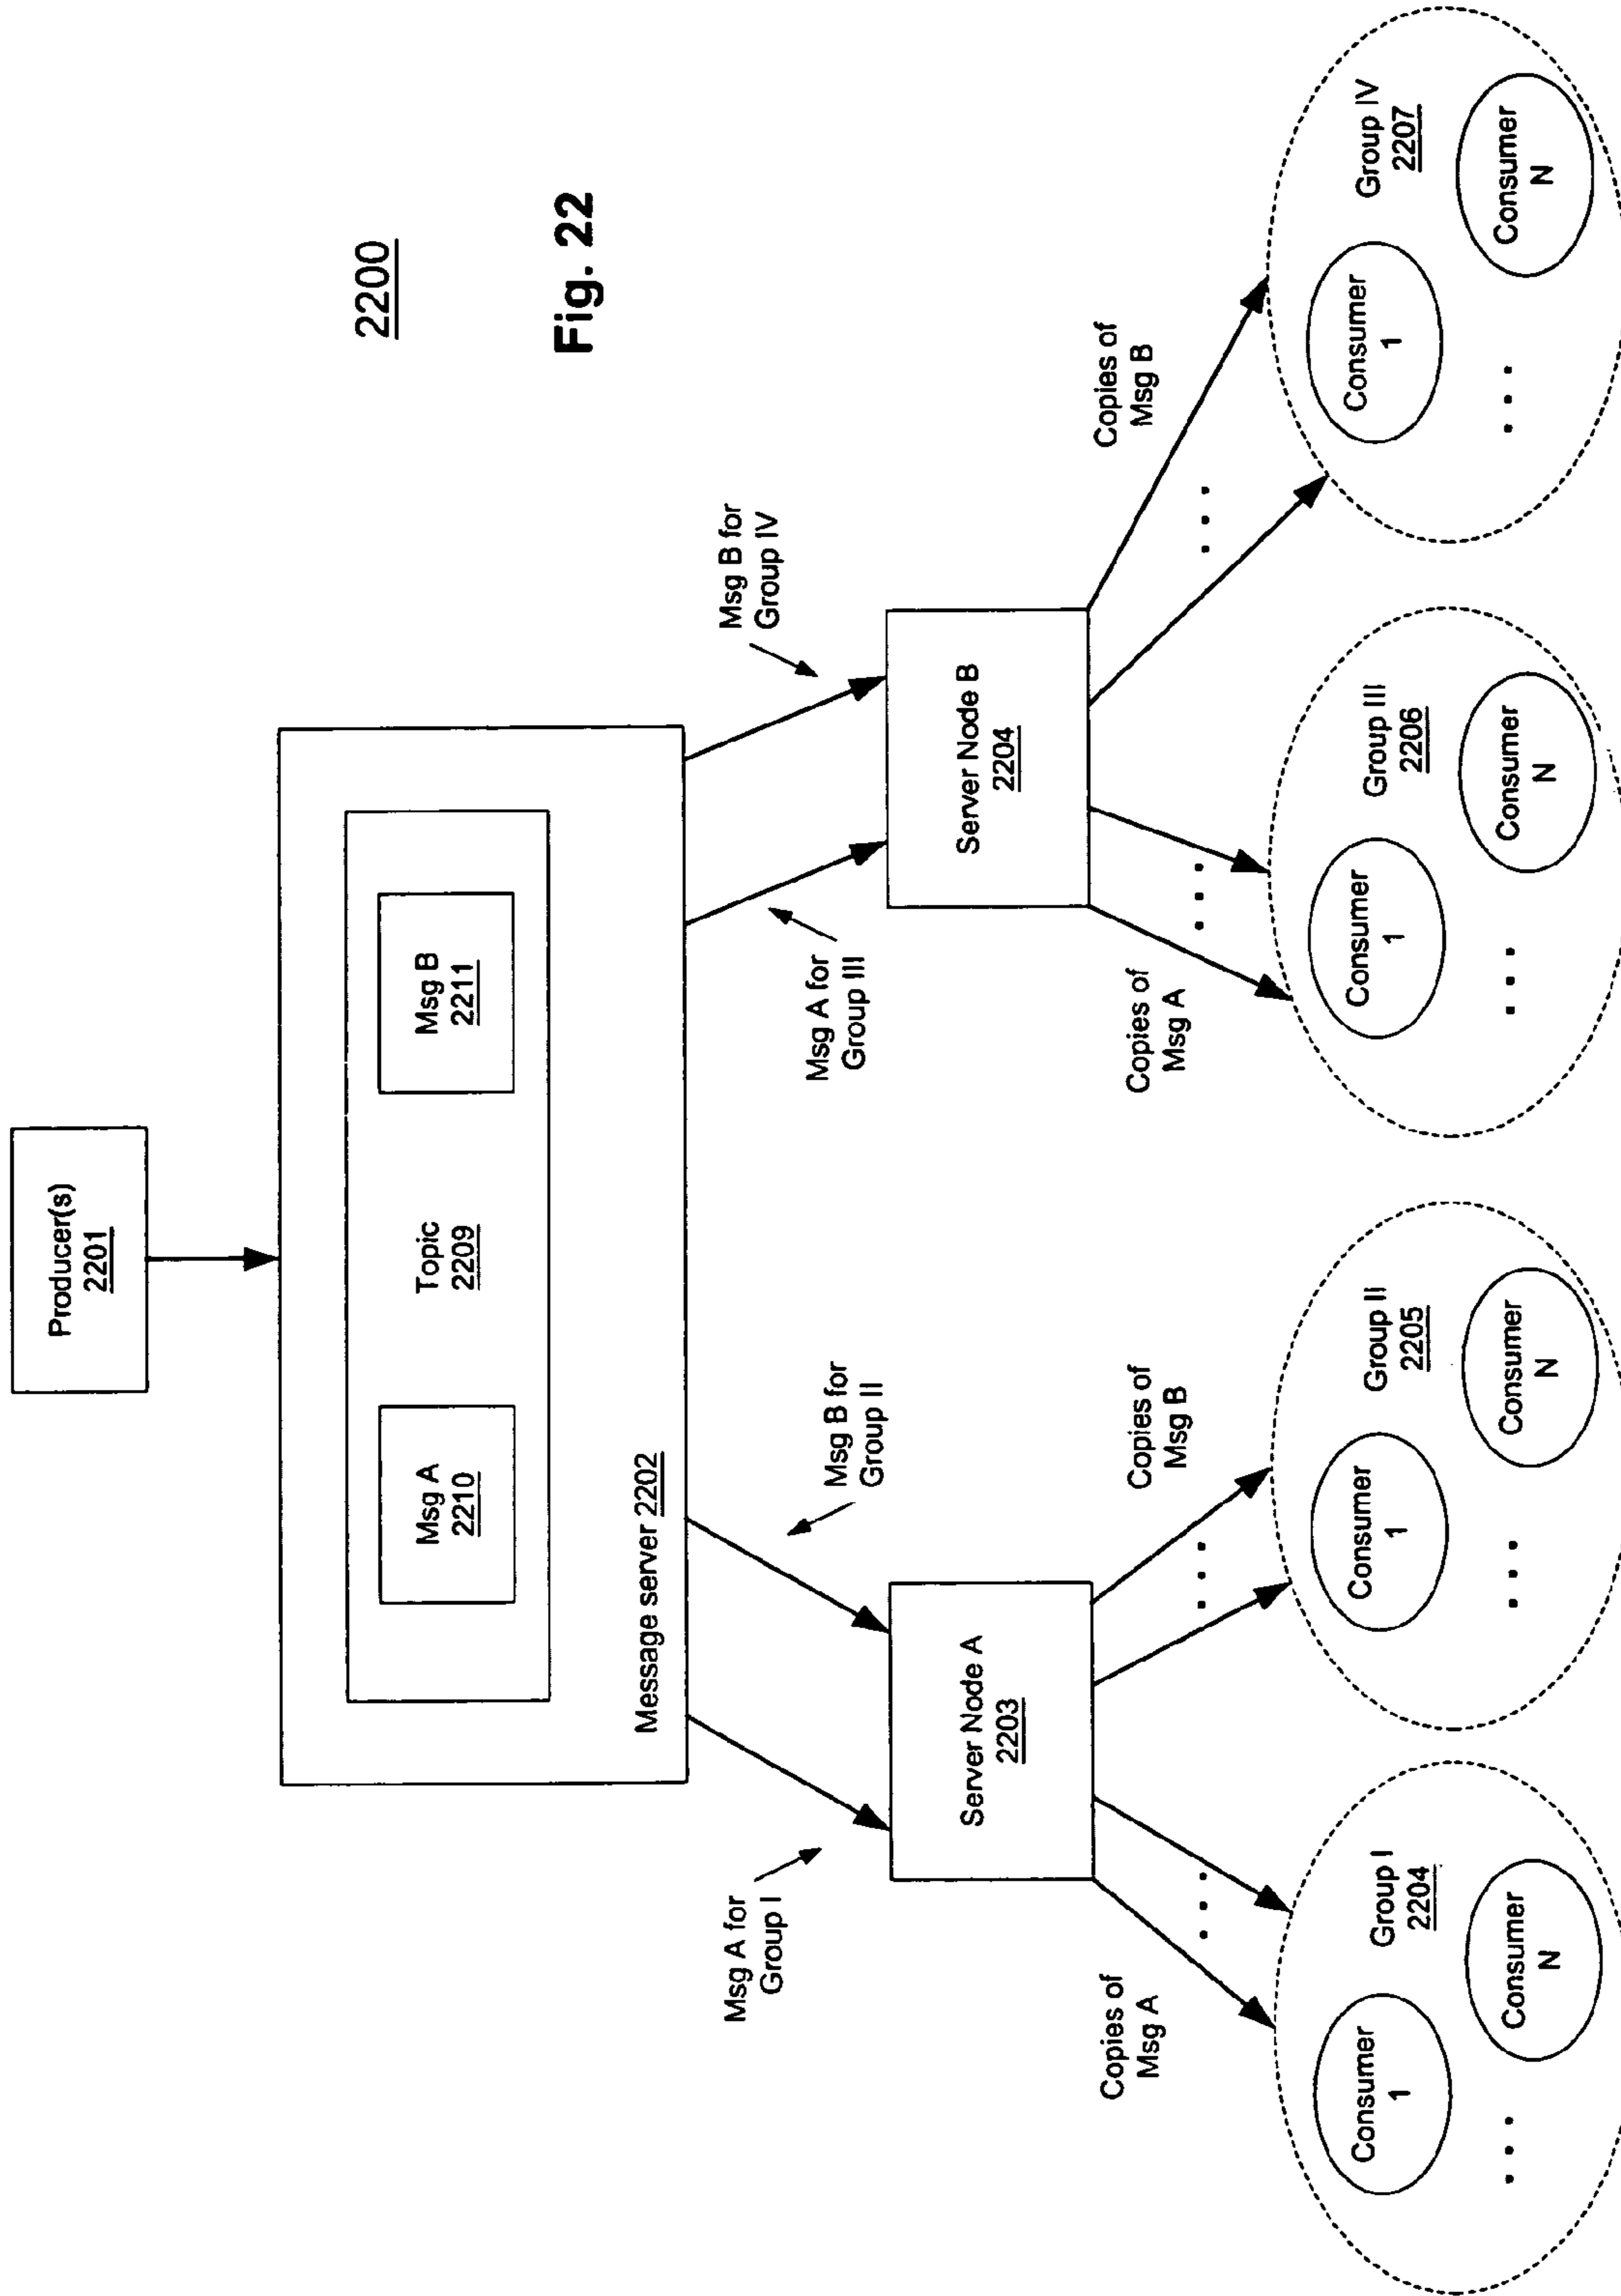 Producer(s)
2201
2200
Fig. 22
Msg A
2210
Topic
2209
Msg B
2211
Message server 2202
Msg A for
Group I
Msg B for
Group II
Msg A for
Group III
Msg B for
Group IV
Server Node A
2203
Server Node B
2204
Copies of
Msg A
Copies of
Msg B
Copies of
Msg A
Copies of
Msg B
Group I
2204
Consumer
1
Consumer
N
Group II
2205
Consumer
1
Consumer
N
Group III
2206
Consumer
1
Consumer
N
Group IV
2207
Consumer
1
Consumer
N